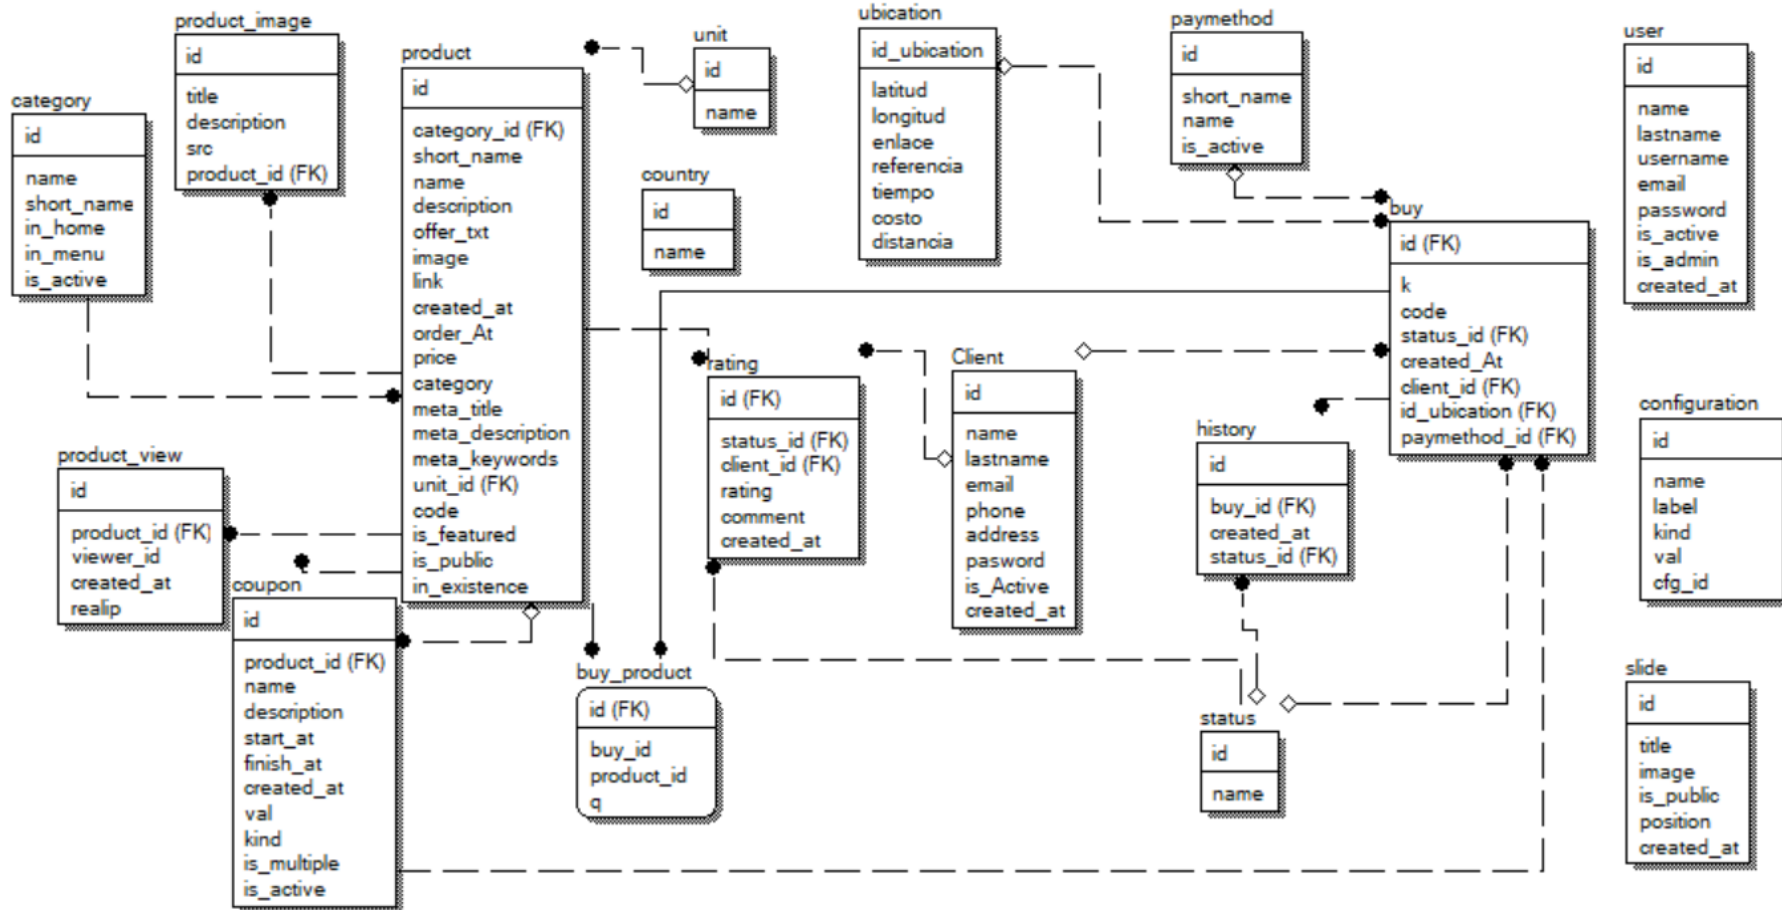 product_image
id
title
description
src
product_id (FK)
category
id
name
short_name
in_home
in_menu
is_active
product
id
category_id (FK)
short_name
name
description
offer_txt
image
link
created_at
order_At
price
category
meta_title
meta_description
meta_keywords
unit_id (FK)
code
is_featured
is_public
in_existence
unit
id
name
country
id
name
ubication
id_ubication
latitud
longitud
enlace
referencia
tiempo
costo
distancia
paymethod
id
short_name
name
is_active
user
id
name
lastname
username
email
password
is_active
is_admin
created_at
buy
id (FK)
k
code
status_id (FK)
created_At
client_id (FK)
id_ubication (FK)
paymethod_id (FK)
rating
id (FK)
status_id (FK)
client_id (FK)
rating
comment
created_at
Client
id
name
lastname
email
phone
address
pasword
is_Active
created_at
history
id
buy_id (FK)
created_at
status_id (FK)
configuration
id
name
label
kind
val
cfg_id
product_view
id
product_id (FK)
viewer_id
created_at
realip
coupon
id
product_id (FK)
name
description
start_at
finish_at
created_at
val
kind
is_multiple
is_active
buy_product
id (FK)
buy_id
product_id
q
status
id
name
slide
id
title
image
is_public
position
created_at